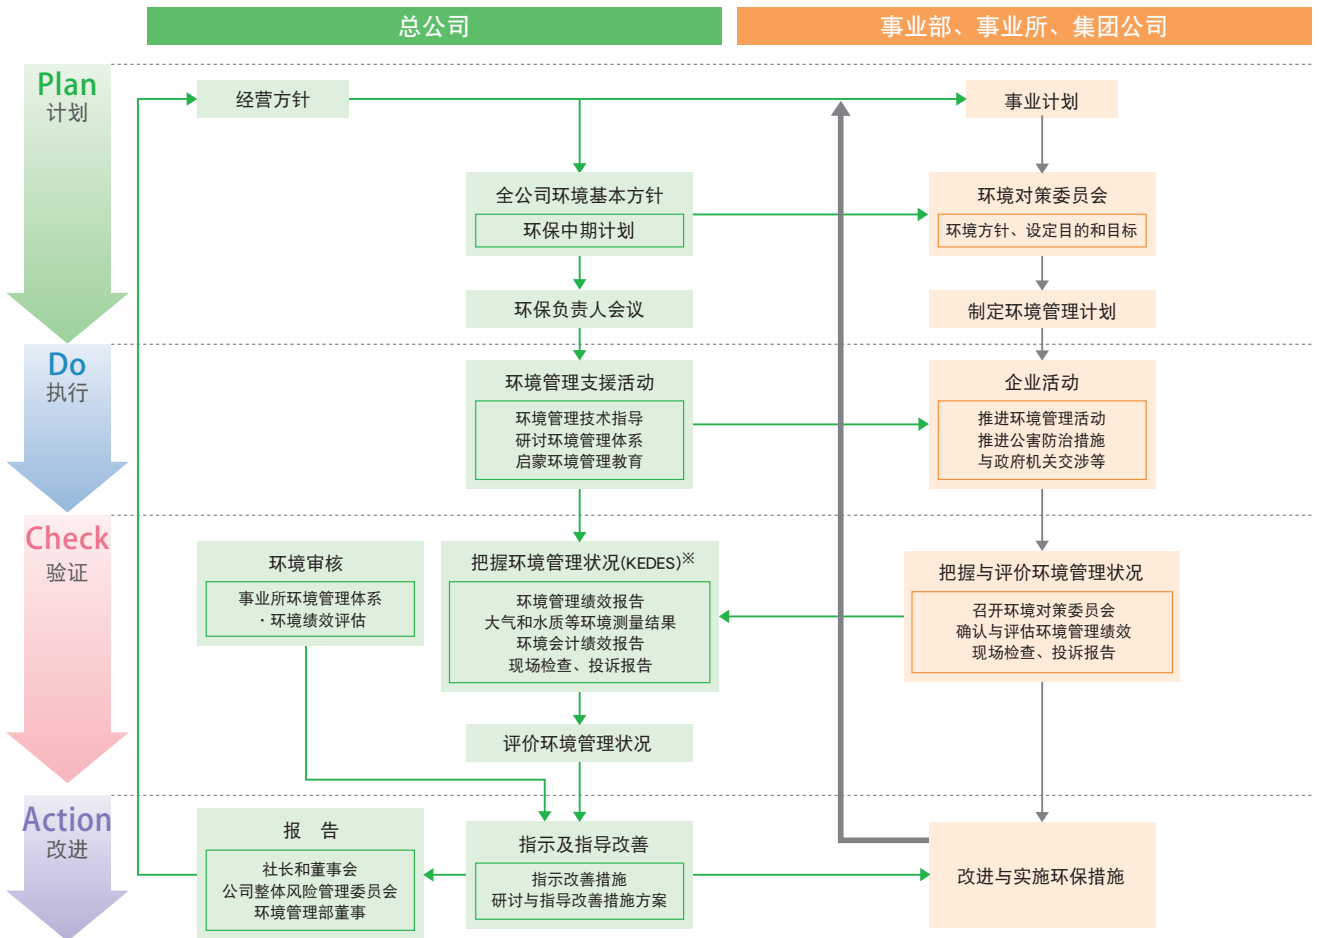 总公司
事业部、事业所、集团公司
Plan
计划
经营方针
事业计划
全公司环境基本方针
环保中期计划
环境对策委员会
环境方针、设定目的和目标
环保负责人会议
制定环境管理计划
Do
执行
环境管理支援活动
环境管理技术指导
研讨环境管理体系
启蒙环境管理教育
企业活动
推进环境管理活动
推进公害防治措施
与政府机关交涉等
Check
验证
环境审核
事业所环境管理体系
・环境绩效评估
把握环境管理状况(KEDES)※
环境管理绩效报告
大气和水质等环境测量结果
环境会计绩效报告
现场检查、投诉报告
把握与评价环境管理状况
召开环境对策委员会
确认与评估环境管理绩效
现场检查、投诉报告
评价环境管理状况
Action
改进
报　告
社长和董事会
公司整体风险管理委员会
环境管理部董事
指示及指导改善
指示改善措施
研讨与指导改善措施方案
改进与实施环保措施